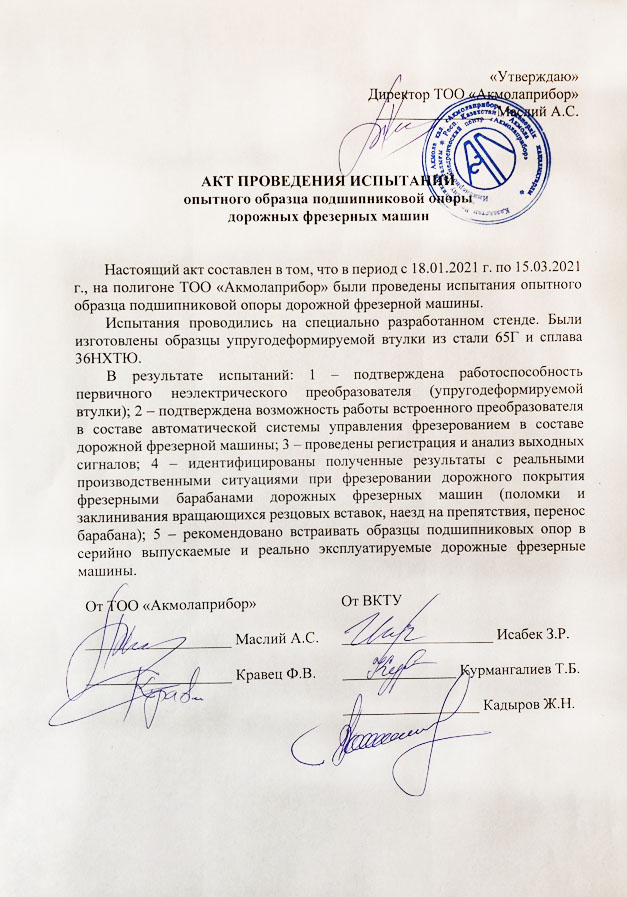 «Утверждаю»
Директор ТОО «Акмолаприбор»
Маслий А.С.
АКТ ПРОВЕДЕНИЯ ИСПЫТАНИЙ
опытного образца подшипниковой опоры
дорожных фрезерных машин
Настоящий акт составлен в том, что в период с 18.01.2021 г. по 15.03.2021
г., на полигоне ТОО «Акмолаприбор» были проведены испытания опытного
образца подшипниковой опоры дорожной фрезерной машины.
Испытания проводились на специально разработанном стенде. Были
изготовлены образцы упругодеформируемой втулки из стали 65Г и сплава
36НХТЮ.
В результате испытаний: 1 – подтверждена работоспособность
первичного неэлектрического преобразователя (упругодеформируемой
втулки); 2 – подтверждена возможность работы встроенного преобразователя
в составе автоматической системы управления фрезерованием в составе
дорожной фрезерной машины; 3 – проведены регистрация и анализ выходных
сигналов; 4 – идентифицированы полученные результаты с реальными
производственными ситуациями при фрезеровании дорожного покрытия
фрезерными барабанами дорожных фрезерных машин (поломки и
заклинивания вращающихся резцовых вставок, наезд на препятствия, перенос
барабана); 5 – рекомендовано встраивать образцы подшипниковых опор в
серийно выпускаемые и реально эксплуатируемые дорожные фрезерные
машины.
От ТОО «Акмолаприбор»
Маслий А.С.
Кравец Ф.В.
От ВКТУ
Исабек З.Р.
Курмангалиев Т.Б.
Кадыров Ж.Н.